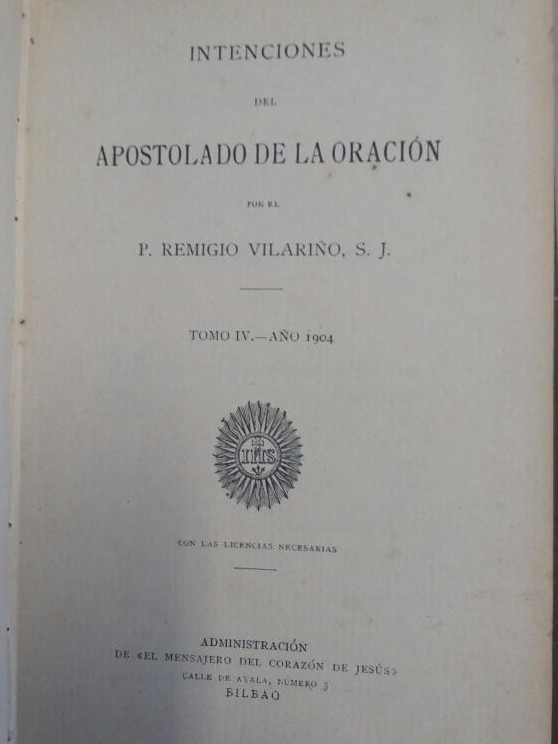 INTENCIONES
DEL
APOSTOLADO DE LA ORACIÓN
POR EL
P. REMIGIO VILARIÑO, S. J.
TOMO IV.—AÑO 1904
IHS
CON LAS LICENCIAS NECESARIAS
ADMINISTRACIÓN
DE «EL MENSAJERO DEL CORAZÓN DE JESÚS»
CALLE DE AYALA, NÚMERO 3
BILBAO